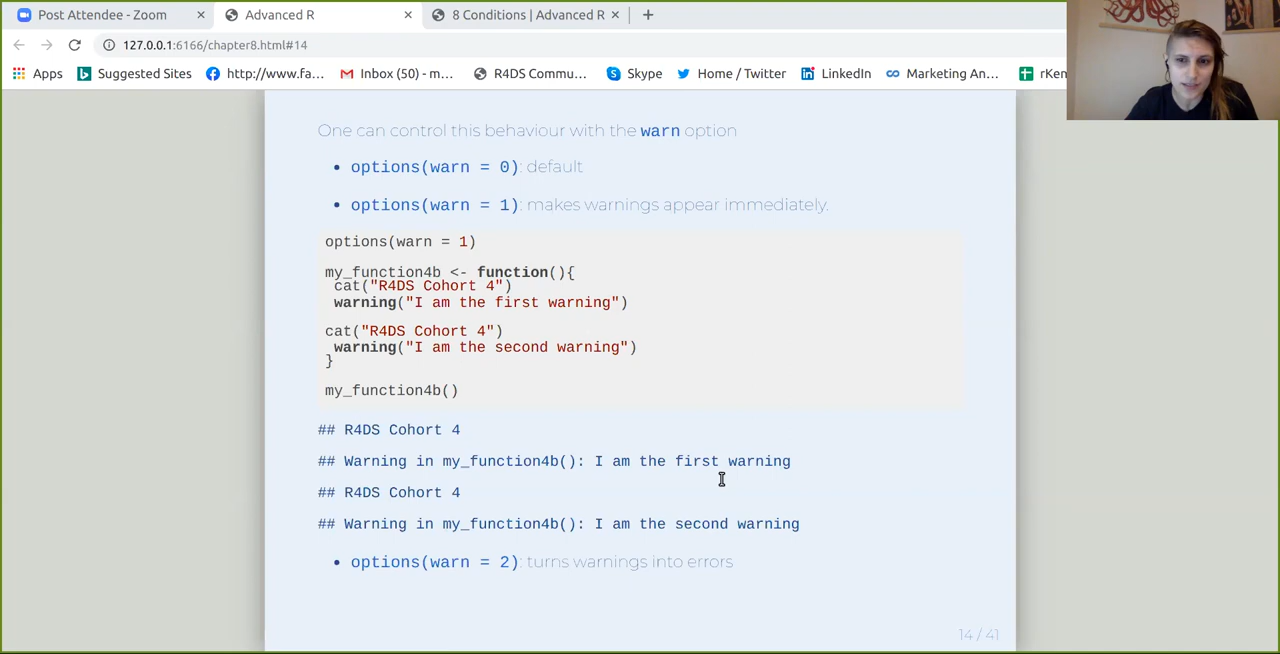 Post Attendee - Zoom
Advanced R
8 Conditions | Advanced R
127.0.0.1:6166/chapter8.html#14
Apps
Suggested Sites
http://www.fa...
Inbox (50) - m...
R4DS Commu...
Skype
Home / Twitter
LinkedIn
Marketing An...
rKem
One can control this behaviour with the warn option
• options(warn = 0): default
• options(warn = 1): makes warnings appear immediately.
options(warn = 1)
my_function4b <- function(){
cat("R4DS Cohort 4")
warning("I am the first warning")
cat("R4DS Cohort 4")
warning("I am the second warning")
}
my_function4b()
## R4DS Cohort 4
## Warning in my_function4b(): I am the first warning
## R4DS Cohort 4
## Warning in my_function4b(): I am the second warning
• options(warn = 2): turns warnings into errors
14 / 41